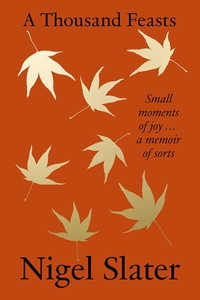 A Thousand Feasts
Small
moments
of joy ...
a memoir
of sorts
Nigel Slater